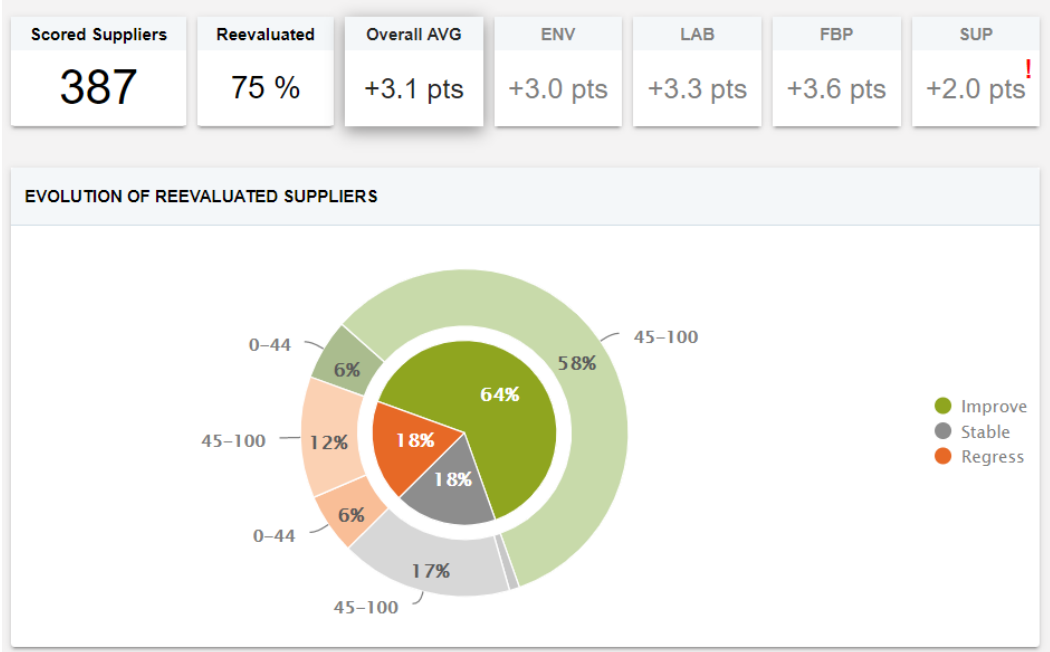 Scored Suppliers
387
Reevaluated
75 %
Overall AVG
+3.1 pts
ENV
+3.0 pts
LAB
+3.3 pts
FBP
+3.6 pts
SUP
+2.0 pts!
EVOLUTION OF REEVALUATED SUPPLIERS
0-44
6%
45-100
58%
64%
45-100
12%
18%
18%
0-44
6%
17%
45-100
Improve
Stable
Regress